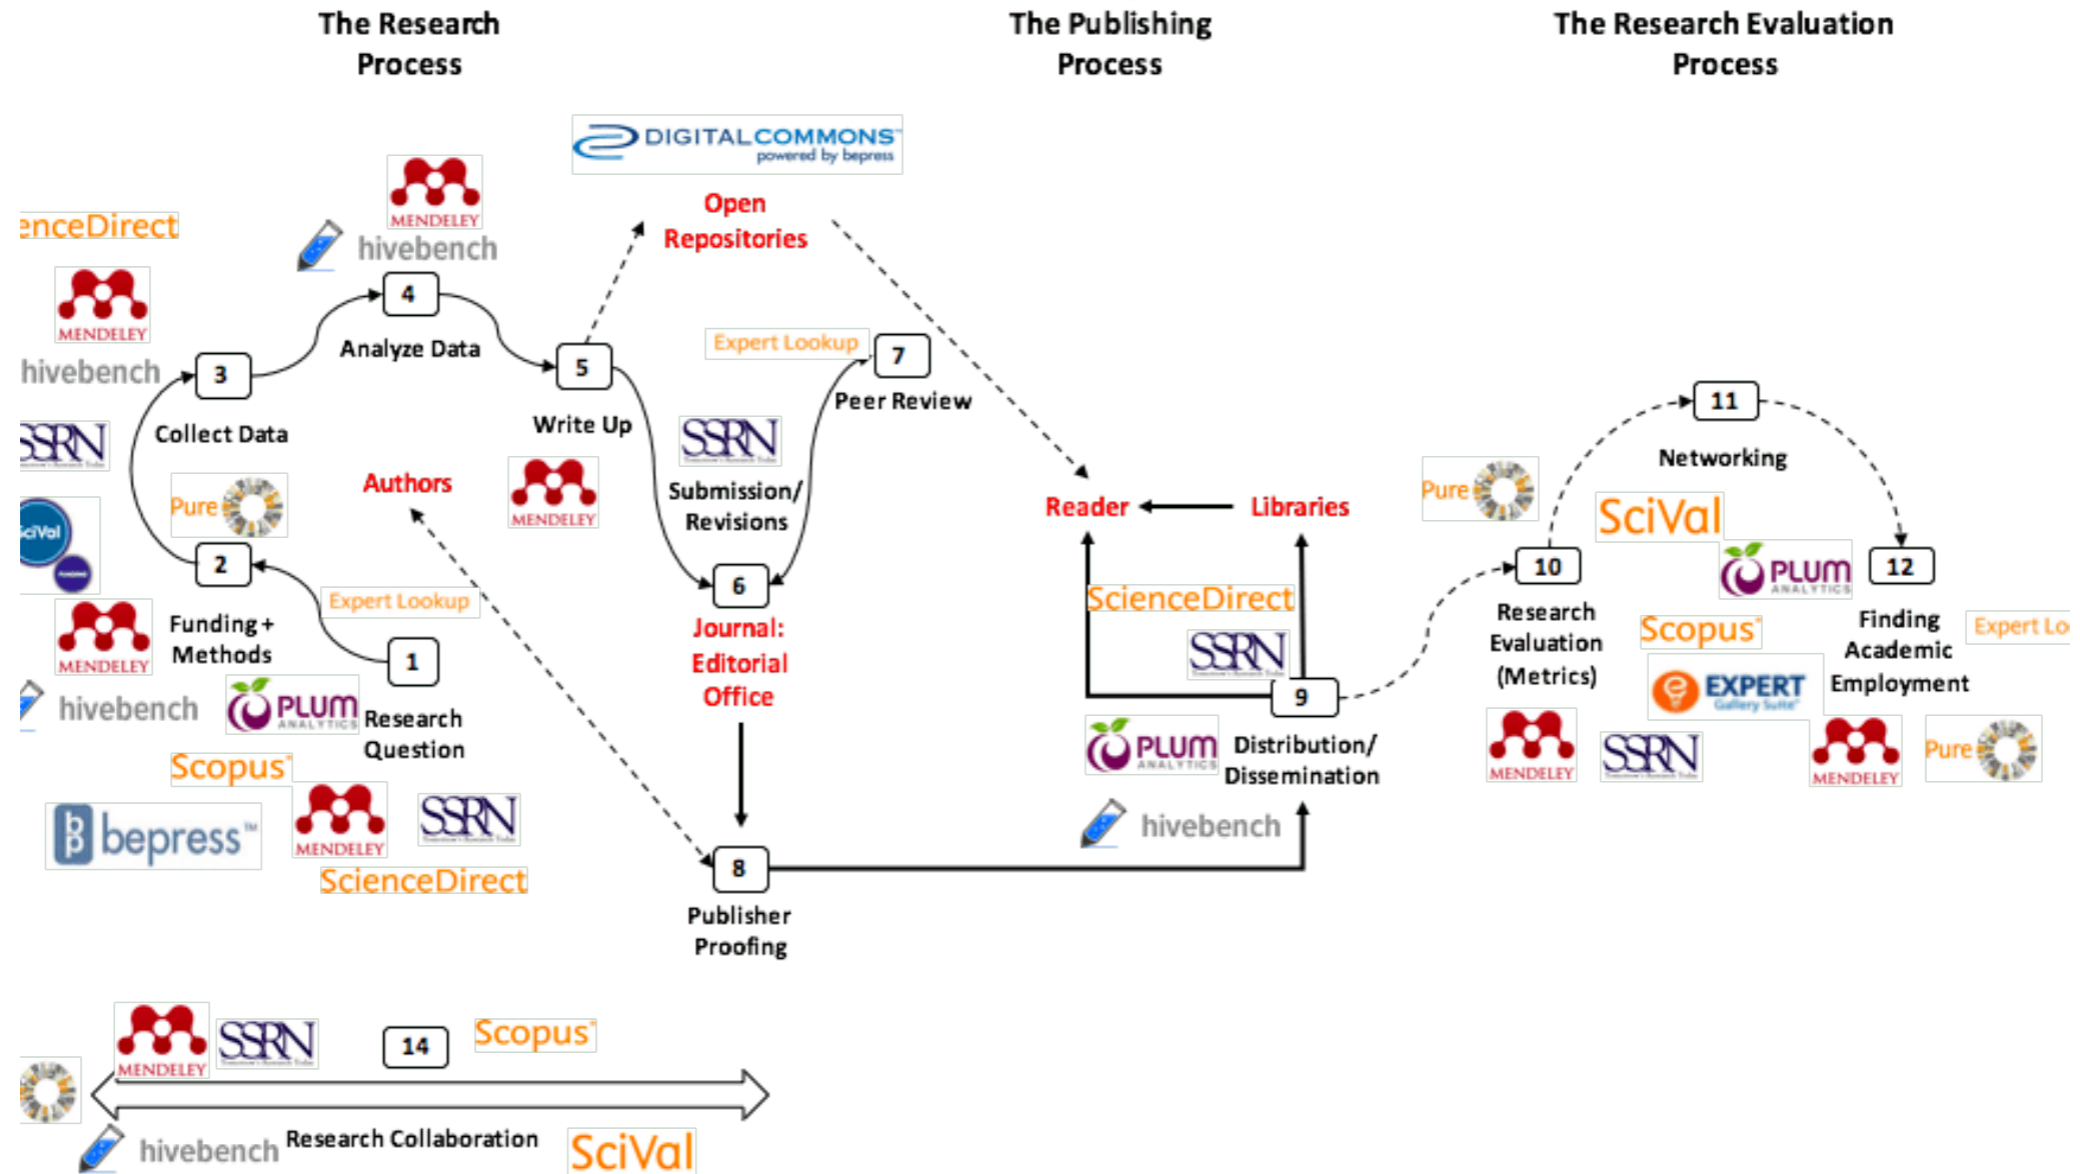 The Research
Process
The Publishing
Process
The Research Evaluation
Process
DIGITALCOMMONS™
powered by bepress
Open
Repositories
MENDELEY
hivebench
enceDirect
MENDELEY
hivebench
4
Analyze Data
3
Collect Data
5
Write Up
MENDELEY
Expert Lookup
7
Peer Review
SSRN
Submission/
Revisions
6
Journal:
Editorial
Office
Authors
SSRN
Pure
SciVal
FUNDING
2
Funding +
Methods
MENDELEY
hivebench
Expert Lookup
1
Research
Question
PLUM
ANALYTICS
Scopus®
bepress™
MENDELEY
SSRN
ScienceDirect
8
Publisher
Proofing
Reader
Libraries
ScienceDirect
SSRN
9
Distribution/
Dissemination
PLUM
ANALYTICS
hivebench
11
Networking
Pure
SciVal
10
Research
Evaluation
(Metrics)
PLUM
ANALYTICS
12
Finding
Academic
Employment
Scopus®
Expert Lo
EXPERT
Gallery Suite™
MENDELEY
SSRN
MENDELEY
Pure
MENDELEY
SSRN
14
Scopus®
hivebench
Research Collaboration
SciVal